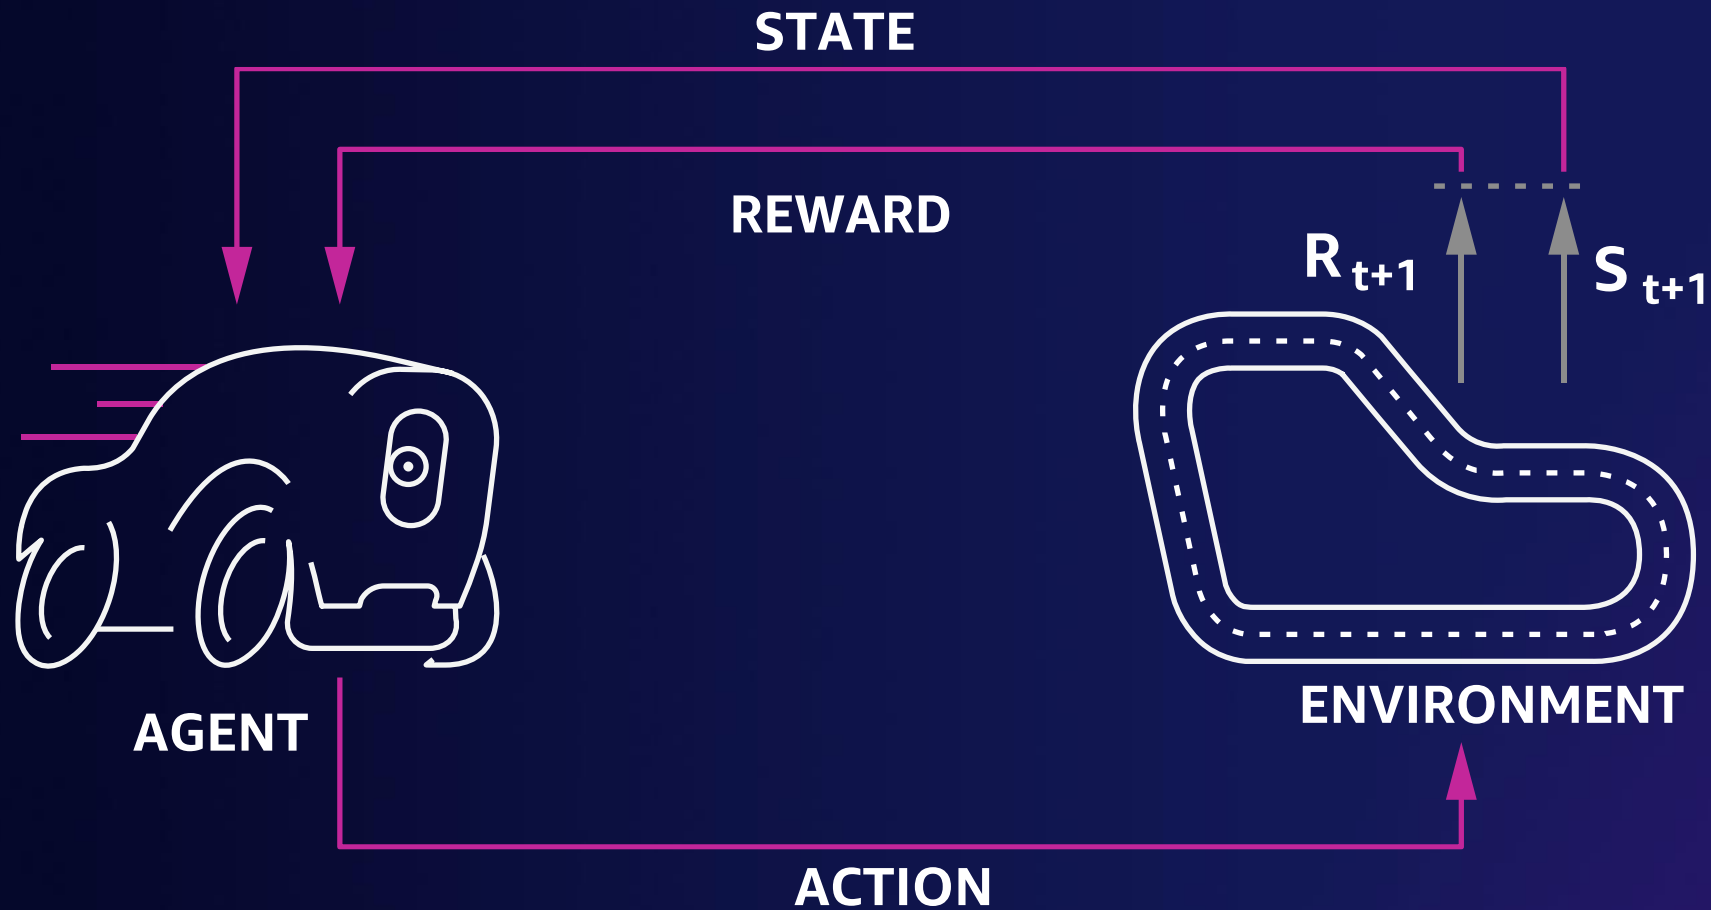 STATE
REWARD
R t+1
S t+1
AGENT
ENVIRONMENT
ACTION